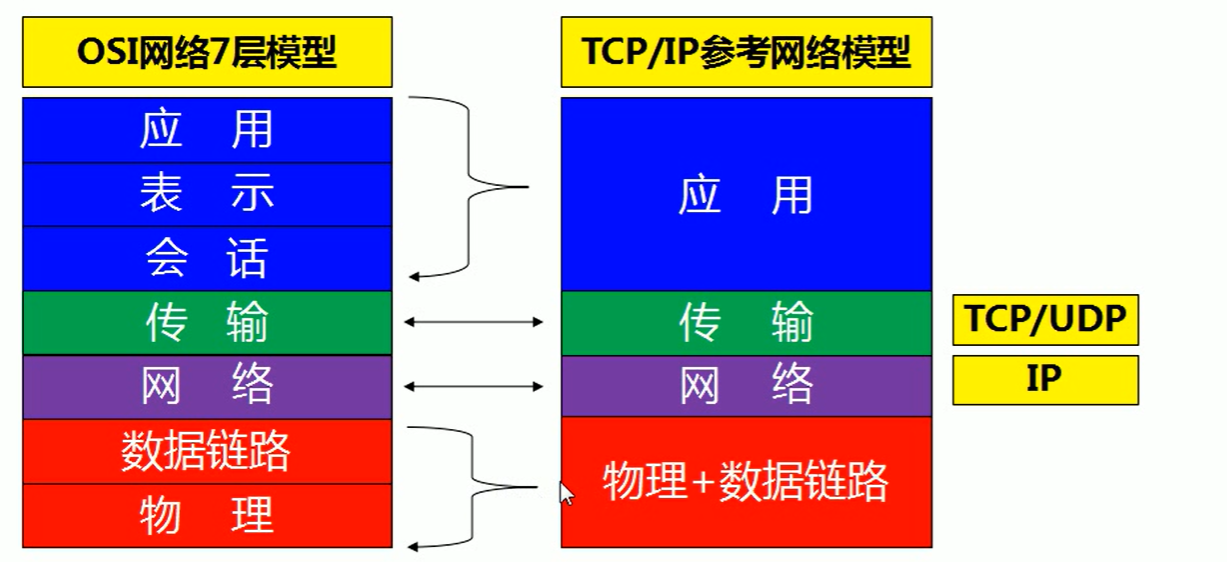 OSI网络7层模型
应 用
表 示
会 话
传 输
网 络
数据链路
物 理
TCP/IP参考网络模型
应 用
传 输
网 络
物理+数据链路
TCP/UDP
IP